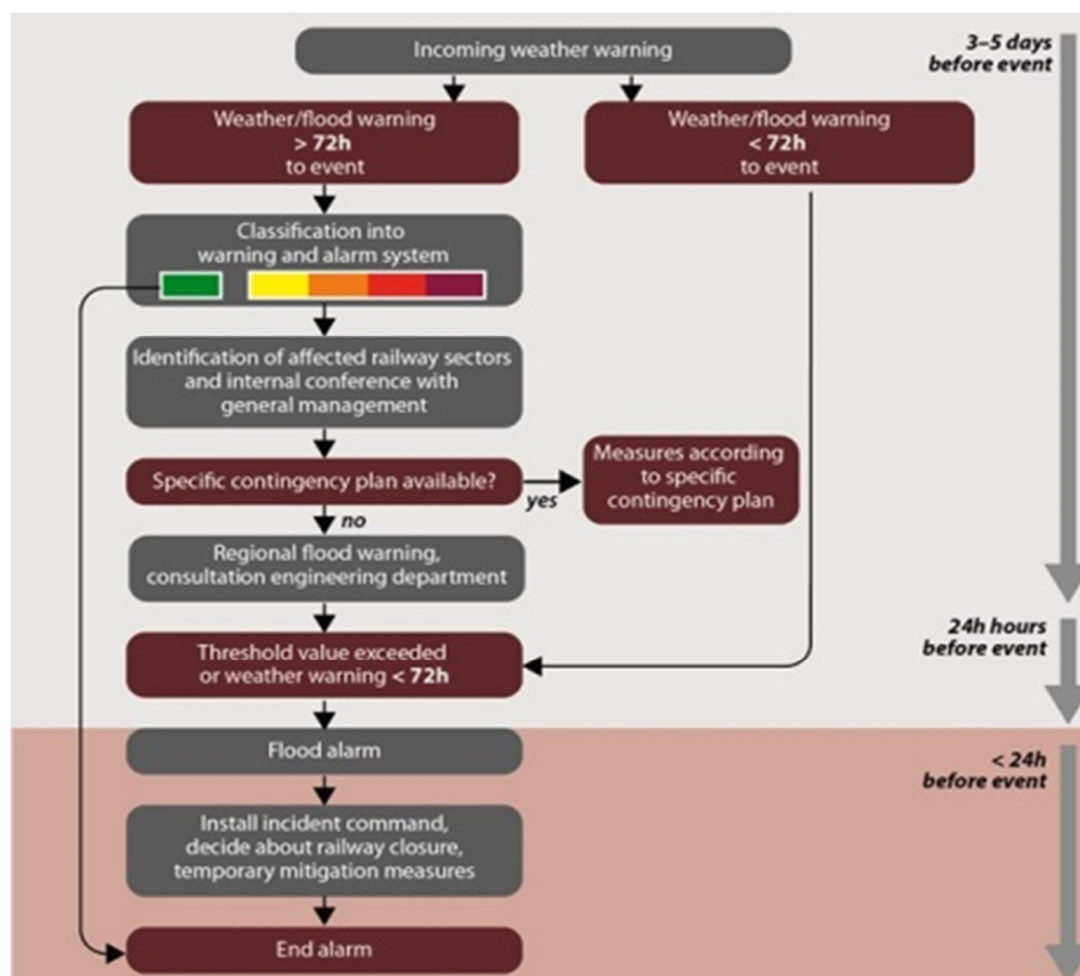 Incoming weather warning
3–5 days
before event
Weather/flood warning
> 72h
to event
Weather/flood warning
< 72h
to event
Classification into
warning and alarm system
Identification of affected railway sectors
and internal conference with
general management
Specific contingency plan available?
yes
Measures according
to specific
contingency plan
no
Regional flood warning,
consultation engineering department
24h hours
before event
Threshold value exceeded
or weather warning < 72h
Flood alarm
< 24h
before event
Install incident command,
decide about railway closure,
temporary mitigation measures
End alarm